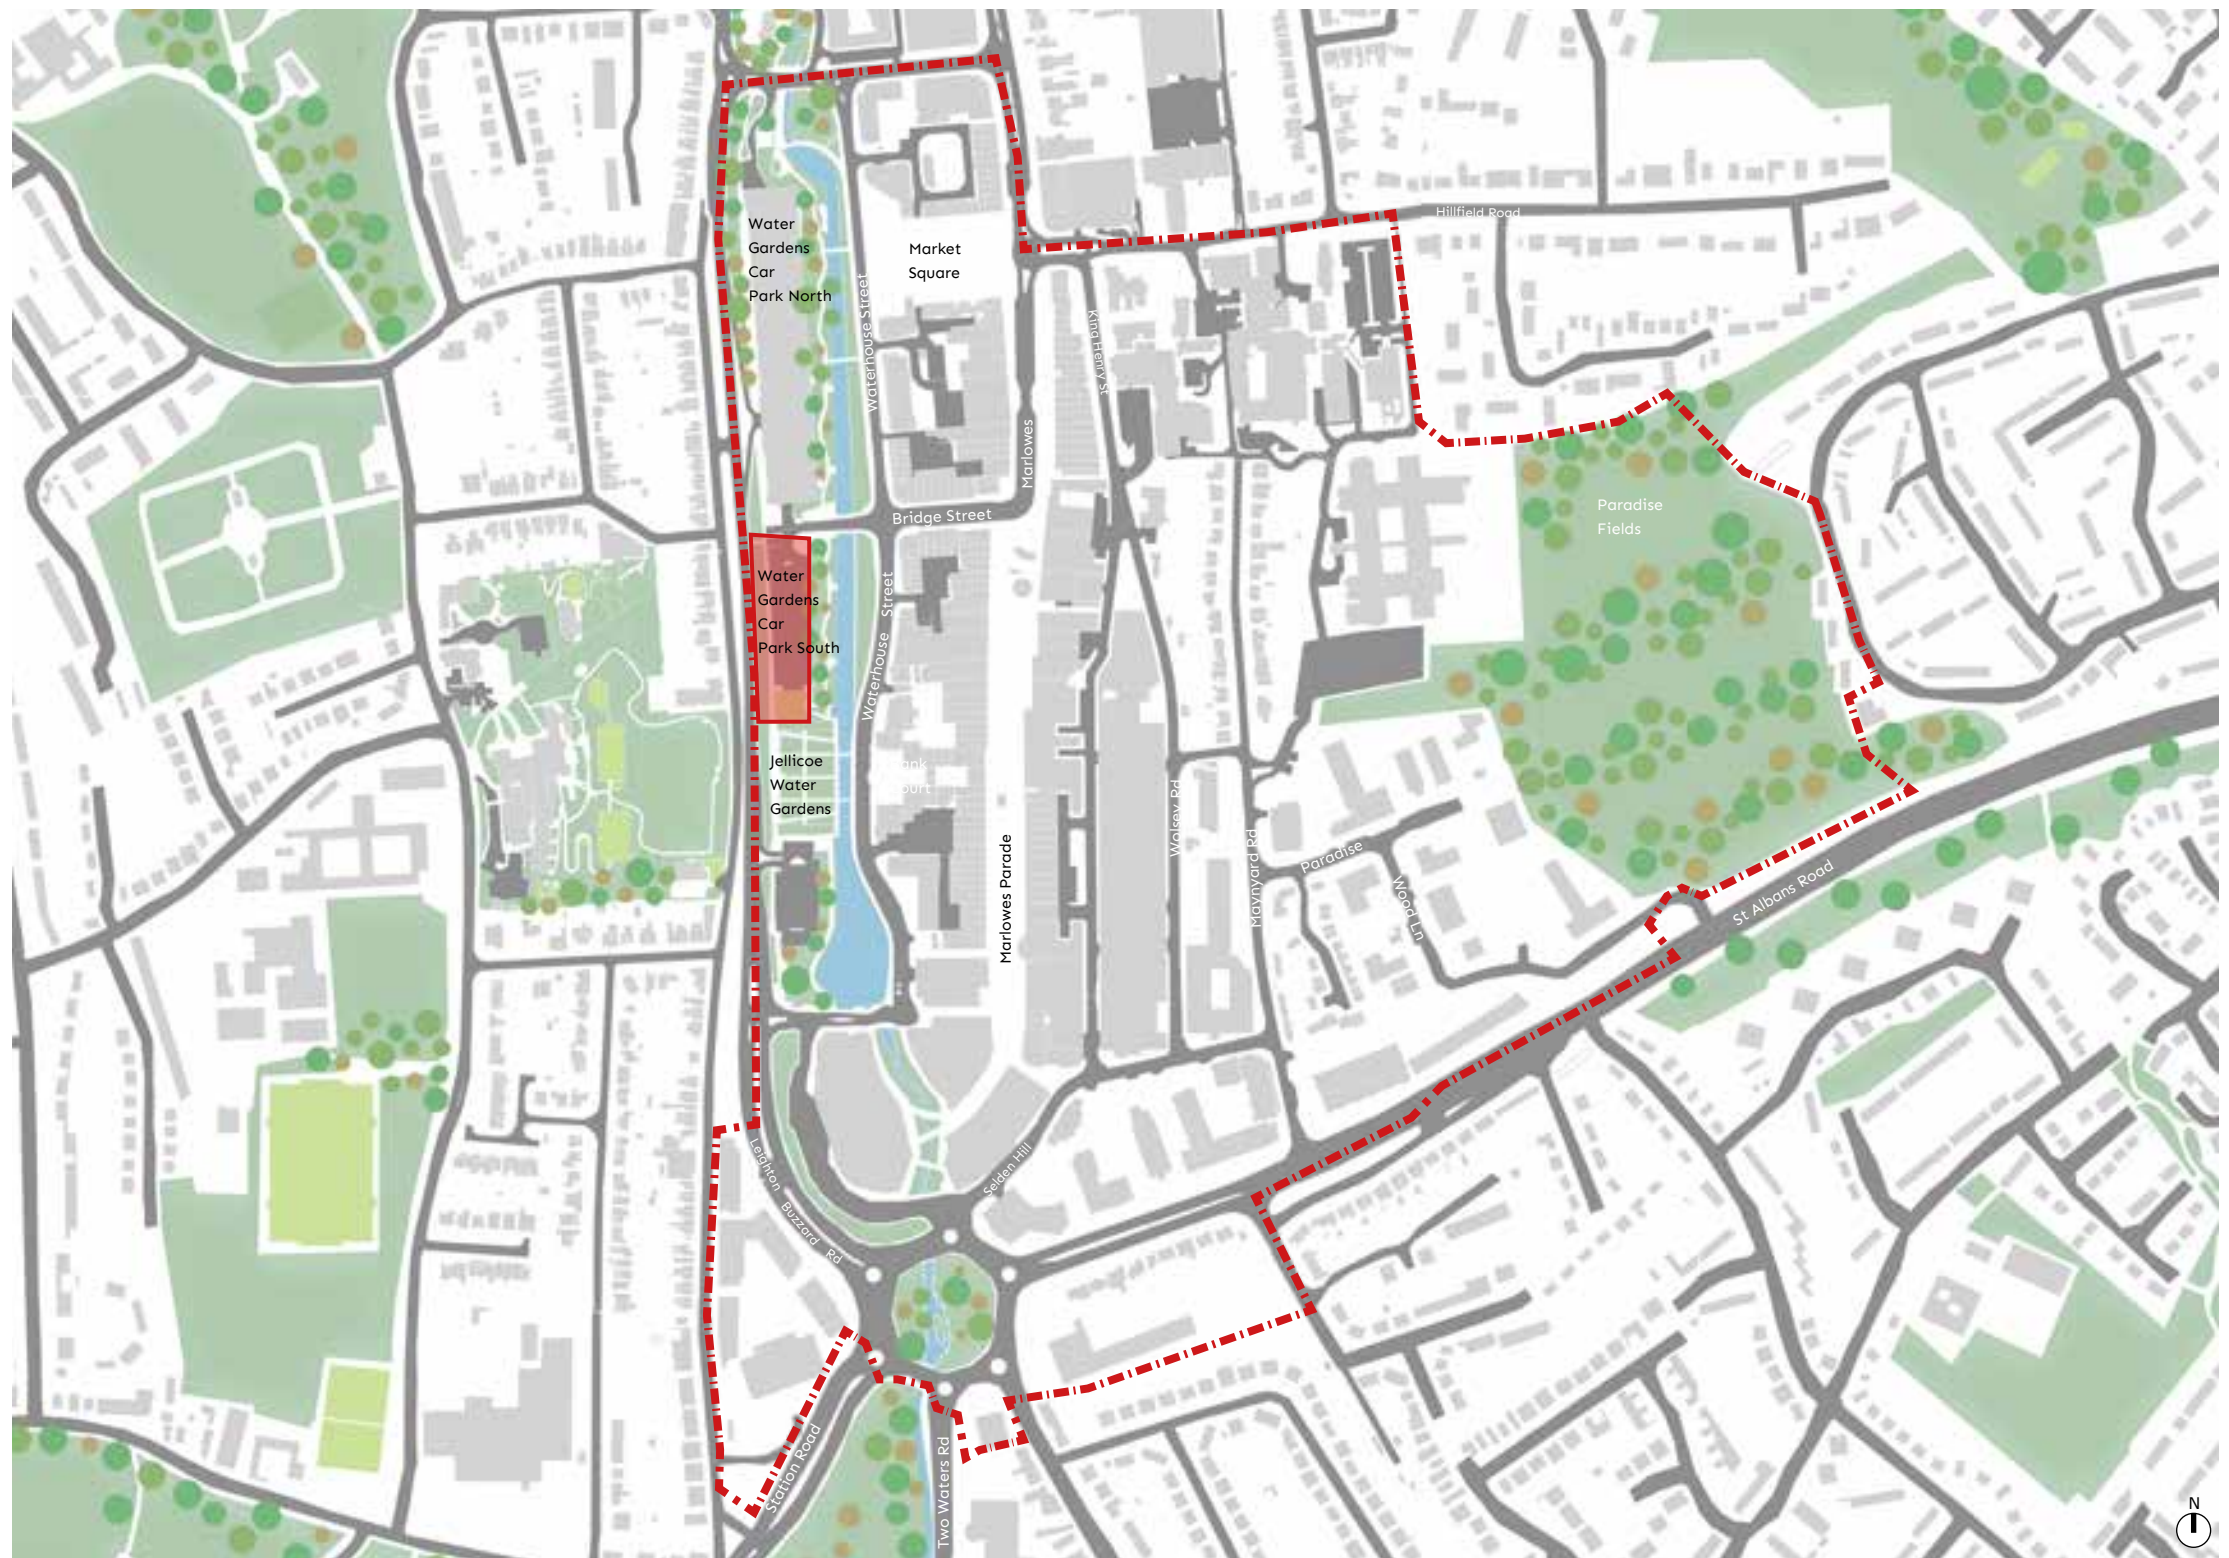 Hillfield Road
Water
Gardens
Car
Park North
Market
Square
Waterhouse Street
King Henry St
Marlowes
Bridge Street
Paradise
Fields
Water
Gardens
Car
Park South
Waterhouse Street
Jellicoe
Water
Gardens
Marlowes Parade
Wolsey Rd
Maynyard Rd
Paradise
Wood Ln
St Albans Road
Leighton Buzzard Rd
Selden Hill
Station Road
Two Waters Rd
N